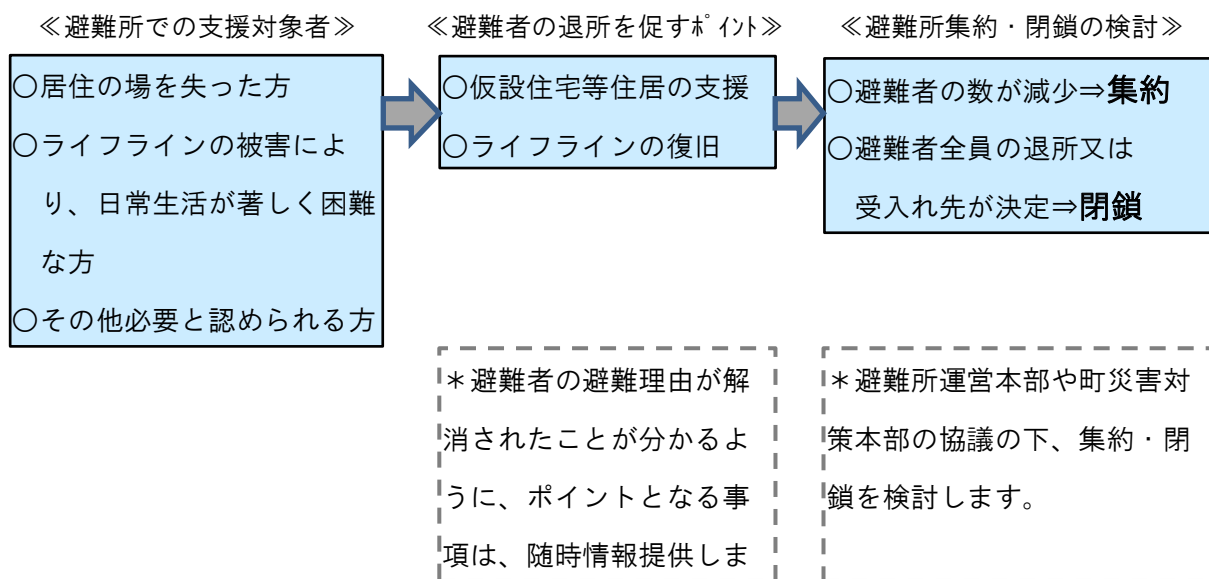 ≪避難所での支援対象者≫
○居住の場を失った方
○ライフラインの被害によ
り、日常生活が著しく困難
な方
○その他必要と認められる方
≪避難者の退所を促すﾎﾟｲﾝﾄ≫
○仮設住宅等住居の支援
○ライフラインの復旧
＊避難者の避難理由が解
消されたことが分かるよ
うに、ポイントとなる事
項は、随時情報提供しま
≪避難所集約・閉鎖の検討≫
○避難者の数が減少⇒集約
○避難者全員の退所又は
受入れ先が決定⇒閉鎖
＊避難所運営本部や町災害対
策本部の協議の下、集約・閉
鎖を検討します。